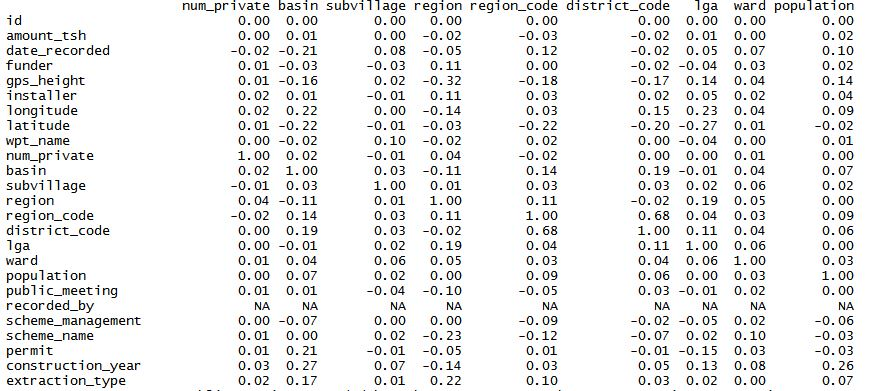 num_private basin subvillage region region_code district_code lga ward population
id 0.00 0.00 0.00 0.00 0.00 0.00 0.00 0.00 0.00
amount_tsh 0.00 0.01 0.00 -0.02 -0.03 -0.02 0.01 0.00 0.02
date_recorded -0.02 -0.21 0.08 -0.05 0.12 -0.02 0.05 0.07 0.10
funder 0.01 -0.03 -0.03 0.11 0.00 -0.02 -0.04 0.03 0.02
gps_height 0.01 -0.16 0.02 -0.32 -0.18 -0.17 0.14 0.04 0.14
installer 0.02 0.01 -0.01 0.11 0.03 0.02 0.05 0.02 0.04
longitude 0.02 0.22 0.00 -0.14 0.03 0.15 0.23 0.04 0.09
latitude 0.01 -0.22 -0.01 -0.03 -0.22 -0.20 -0.27 0.01 -0.02
wpt_name 0.00 -0.02 0.10 -0.02 0.02 0.00 -0.04 0.00 0.01
num_private 1.00 0.02 -0.01 0.04 -0.02 0.00 0.00 0.01 0.00
basin 0.02 1.00 0.03 -0.11 0.14 0.19 -0.01 0.04 0.07
subvillage -0.01 0.03 1.00 0.01 0.03 0.03 0.02 0.06 0.02
region 0.04 -0.11 0.01 1.00 0.11 -0.02 0.19 0.05 0.00
region_code -0.02 0.14 0.03 0.11 1.00 0.68 0.04 0.03 0.09
district_code 0.00 0.19 0.03 -0.02 0.68 1.00 0.11 0.04 0.06
lga 0.00 -0.01 0.02 0.19 0.04 0.11 1.00 0.06 0.00
ward 0.01 0.04 0.06 0.05 0.03 0.04 0.06 1.00 0.03
population 0.00 0.07 0.02 0.00 0.09 0.06 0.00 0.03 1.00
public_meeting 0.01 0.01 -0.04 -0.10 -0.05 0.03 -0.01 0.02 0.00
recorded_by NA NA NA NA NA NA NA NA NA
scheme_management 0.00 -0.07 0.00 0.00 -0.09 -0.02 -0.05 0.02 -0.06
scheme_name 0.01 0.00 0.02 -0.23 -0.12 -0.07 0.02 0.10 -0.03
permit 0.01 0.21 -0.01 -0.05 0.01 -0.01 -0.15 0.03 -0.03
construction_year 0.03 0.27 0.07 -0.14 0.03 0.05 0.13 0.08 0.26
extraction_type 0.02 0.17 0.01 0.22 0.10 0.03 0.02 0.00 0.07